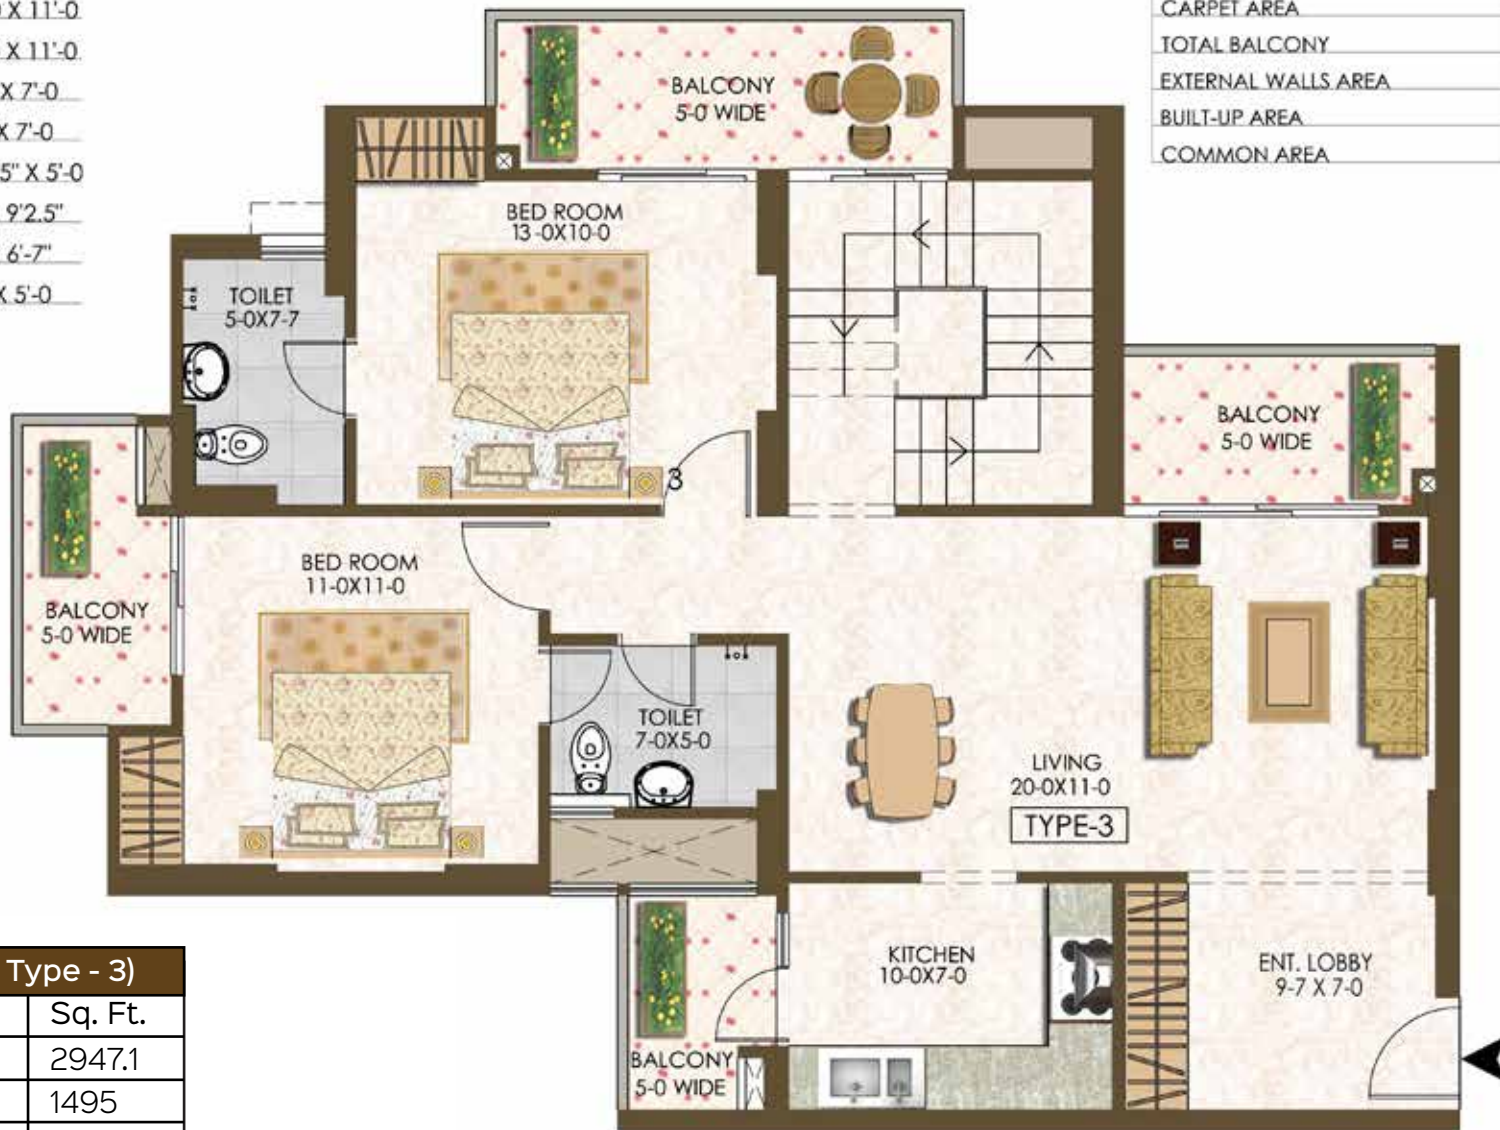 X 11'-0
X 11'-0
X 7'-0
X 7'-0
5" X 5'-0
9'2.5"
6'-7"
X 5'-0
CARPET AREA
TOTAL BALCONY
EXTERNAL WALLS AREA
BUILT-UP AREA
COMMON AREA
BALCONY
5-0 WIDE
BED ROOM
13-0X10-0
TOILET
5-0X7-7
BALCONY
5-0 WIDE
3
BED ROOM
11-0X11-0
BALCONY
5-0 WIDE
TOILET
7-0X5-0
LIVING
20-0X11-0
TYPE-3
KITCHEN
10-0X7-0
ENT. LOBBY
9-7 X 7-0
BALCONY
5-0 WIDE
Type - 3)
Sq. Ft.
2947.1
1495